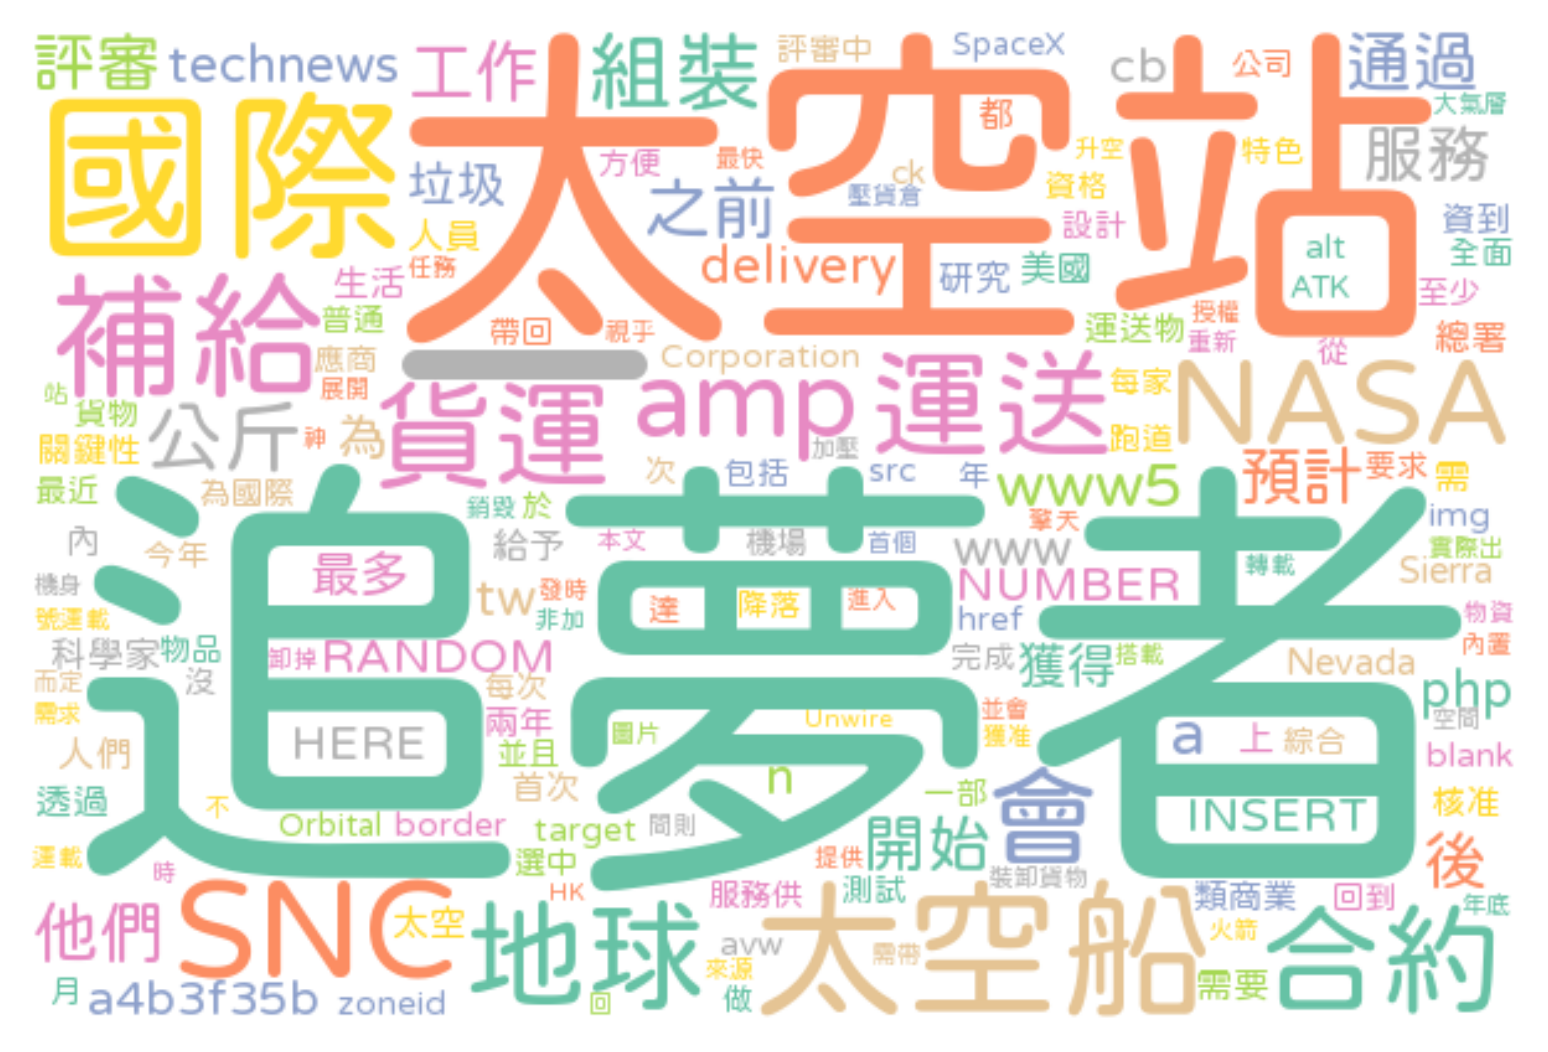 評審
technews
工作
組裝
評審中
SpaceX
cb
公司
通過
大氣層
國際
太空站
都
服務
垃圾
方便
最快
之前
ck
壓貨倉
升空
資格
特色
人員
任務
設計
資到
全面
delivery
研究
美國
alt
ATK
至少
補給
生活
普通
帶回
視乎
授權
運送物
重新
從
總署
應商
展開
Corporation
站
貨物
公斤
神
為
貨運
amp
運送
每家
NASA
關鍵性
加壓
跑道
最近
為國際
次
包括
src
年
www5
預計
要求
需
追夢者
銷毀
於
擎天
img
內
今年
給予
本文
機場
首個
www
轉載
實際出
機身
最多
tw
發時
非加
達
降落
進入
NUMBER
Sierra
號運載
href
物資
科學家
物品
卸掉
RANDOM
完成
獲得
搭載
Nevada
內置
而定
沒
每次
php
需求
HERE
兩年
圖片
Unwire
並會
獲准
a
上
綜合
空間
人們
並且
blank
透過
不
首次
n
一部
會
INSERT
核准
Orbital
border
target
間則
開始
運載
時
選中
提供
裝卸貨物
後
他們
SNC
太空
HK
地球
服務供
測試
太空船
類商業
回到
年底
avw
來源
需帶
火箭
合約
月
a4b3f35b
zoneid
回
做
需要